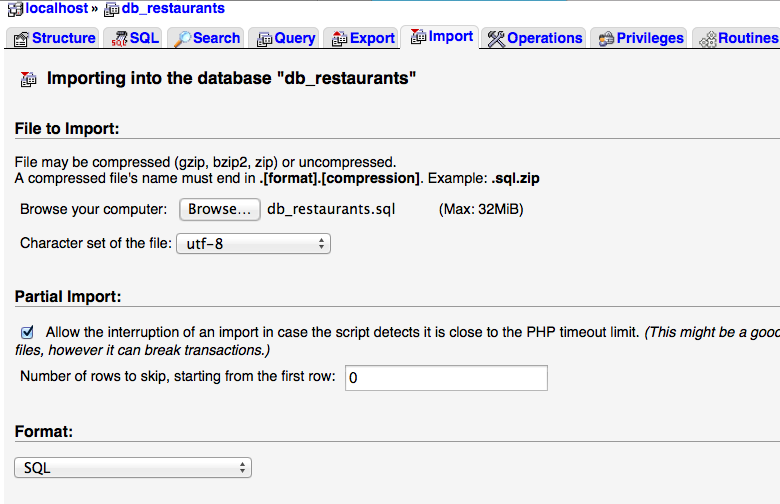 localhost » db_restaurants
Structure SQL Search Query Export Import Operations Privileges Routines
Importing into the database "db_restaurants"
File to Import:
File may be compressed (gzip, bzip2, zip) or uncompressed.
A compressed file's name must end in .[format].[compression]. Example: .sql.zip
Browse your computer: Browse... db_restaurants.sql (Max: 32MiB)
Character set of the file: utf-8
Partial Import:
Allow the interruption of an import in case the script detects it is close to the PHP timeout limit. (This might be a good
files, however it can break transactions.)
Number of rows to skip, starting from the first row: 0
Format:
SQL